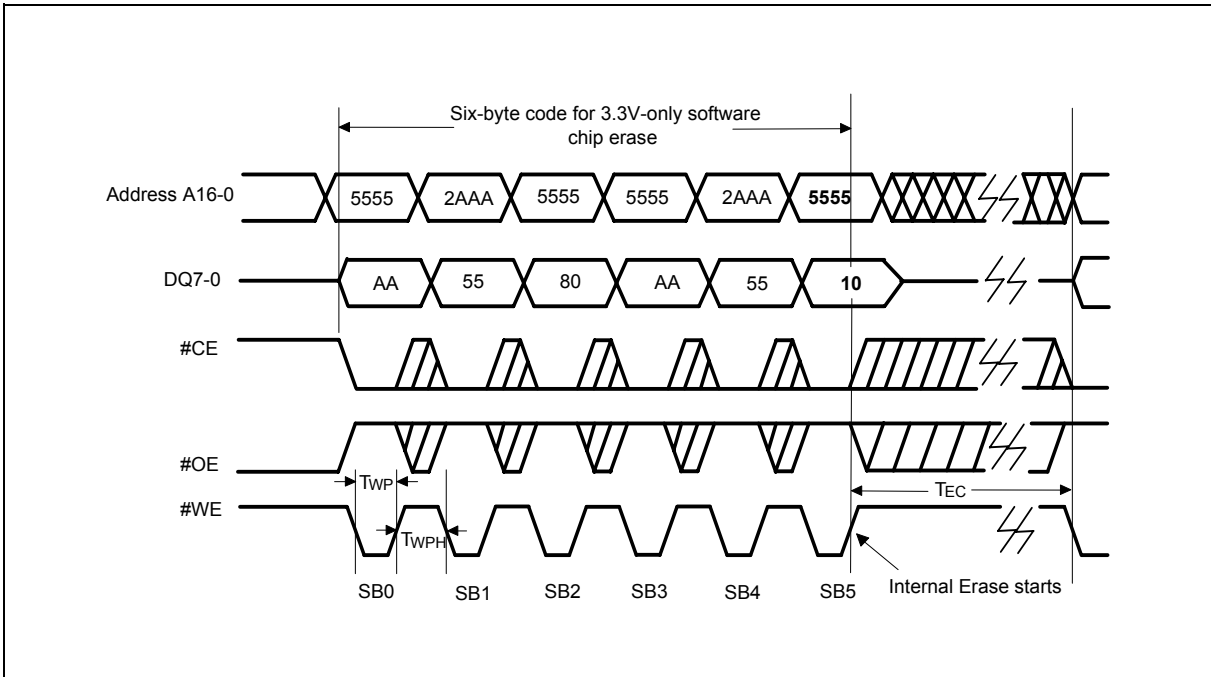 Six-byte code for 3.3V-only software
chip erase
Address A16-0
5555 2AAA 5555 5555 2AAA 5555
DQ7-0
AA 55 80 AA 55 10
#CE
#OE
TWP
TEC
#WE
TWPH
SB0 SB1 SB2 SB3 SB4 SB5
Internal Erase starts